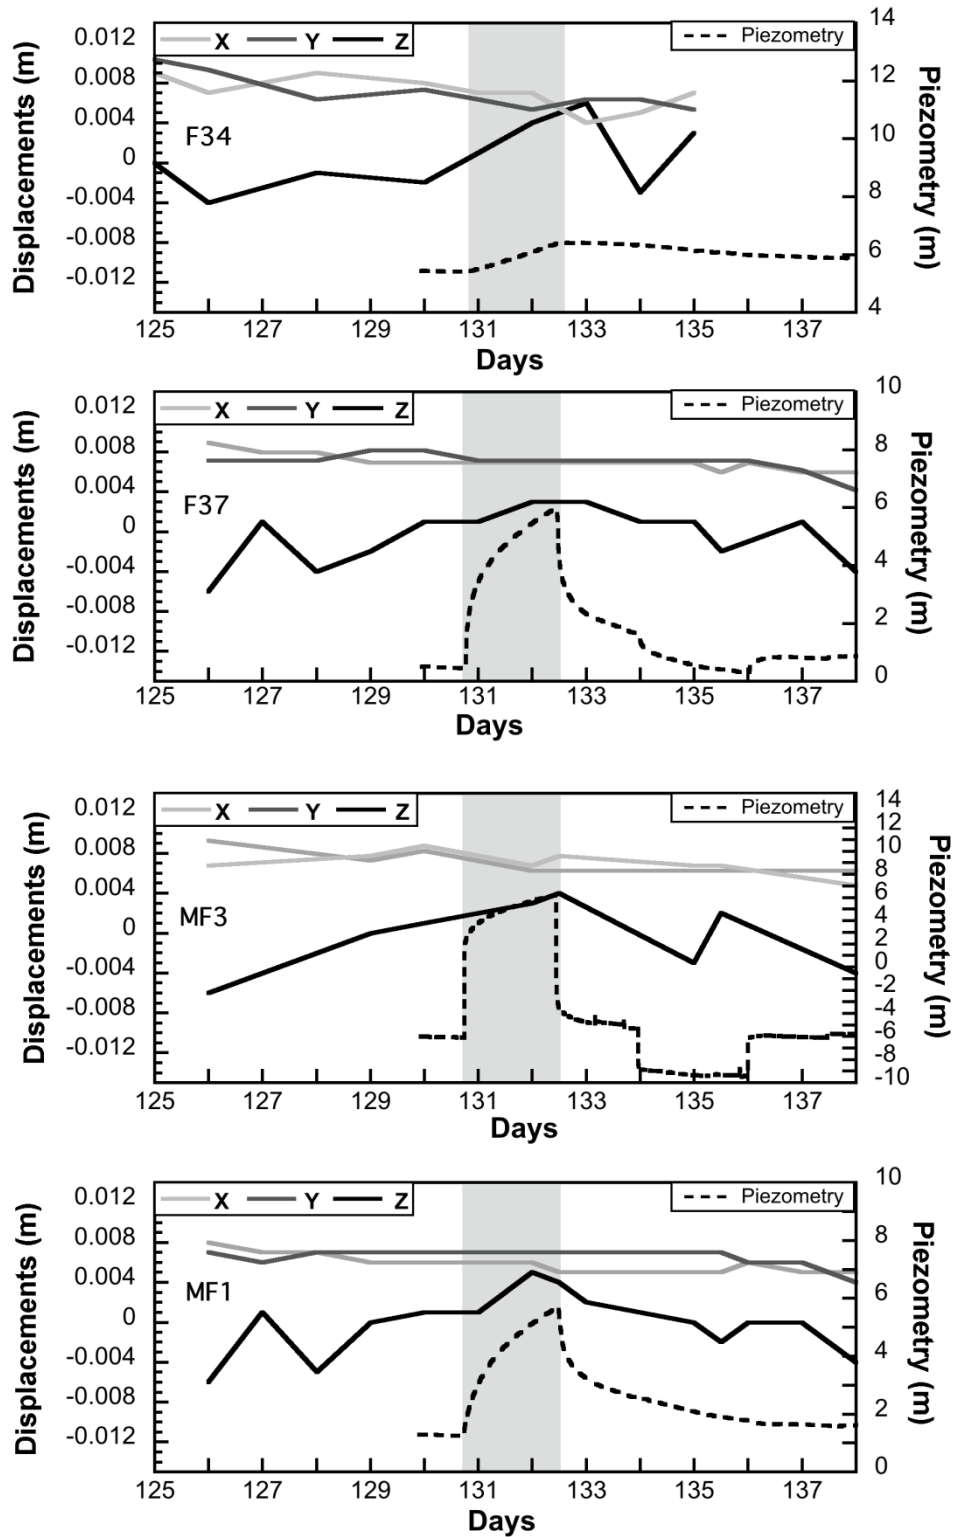 X Y Z
Piezometry
Displacements (m)
0.012
0.008
0.004
0
-0.004
-0.008
-0.012
F34
14
12
10
8
6
4
Piezometry (m)
125 127 129 131 133 135 137
Days
X Y Z
Piezometry
Displacements (m)
0.012
0.008
0.004
0
-0.004
-0.008
-0.012
F37
10
8
6
4
2
0
Piezometry (m)
125 127 129 131 133 135 137
Days
X Y Z
Piezometry
Displacements (m)
0.012
0.008
0.004
0
-0.004
-0.008
-0.012
MF3
14
12
10
8
6
4
2
0
-2
-4
-6
-8
-10
Piezometry (m)
125 127 129 131 133 135 137
Days
X Y Z
Piezometry
Displacements (m)
0.012
0.008
0.004
0
-0.004
-0.008
-0.012
MF1
10
8
6
4
2
0
Piezometry (m)
125 127 129 131 133 135 137
Days